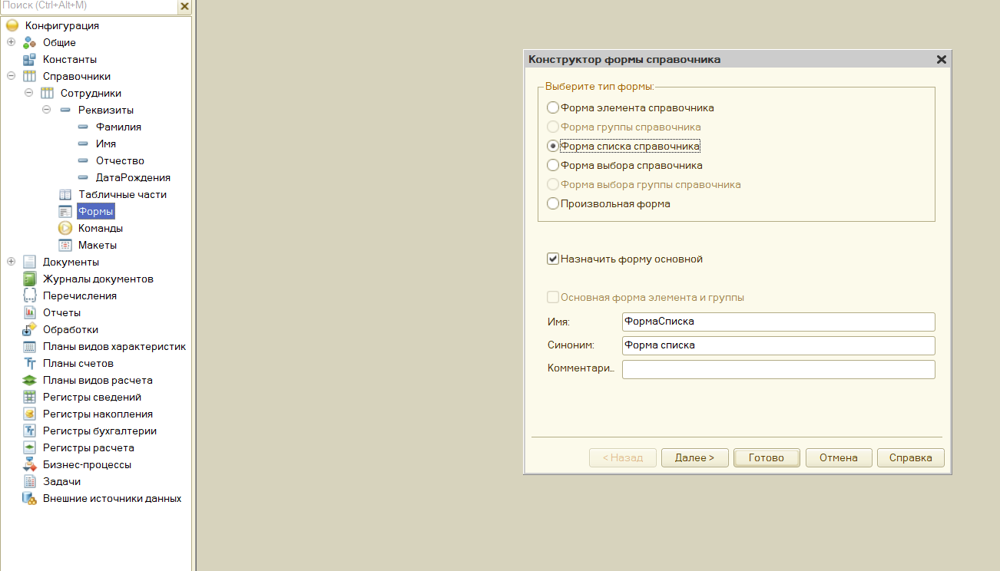 Поиск (Ctrl+Alt+M)
Конфигурация
Общие
Константы
Справочники
Сотрудники
Реквизиты
Фамилия
Имя
Отчество
ДатаРождения
Табличные части
Формы
Команды
Макеты
Документы
Журналы документов
Перечисления
Отчеты
Обработки
Планы видов характеристик
Планы счетов
Планы видов расчета
Регистры сведений
Регистры накопления
Регистры бухгалтерии
Регистры расчета
Бизнес-процессы
Задачи
Внешние источники данных
Конструктор формы справочника
Выберите тип формы:
Форма элемента справочника
Форма группы справочника
Форма списка справочника
Форма выбора справочника
Форма выбора группы справочника
Произвольная форма
Назначить форму основной
Основная форма элемента и группы
Имя: ФормаСписка
Синоним: Форма списка
Комментари...
< Назад Далее > Готово Отмена Справка